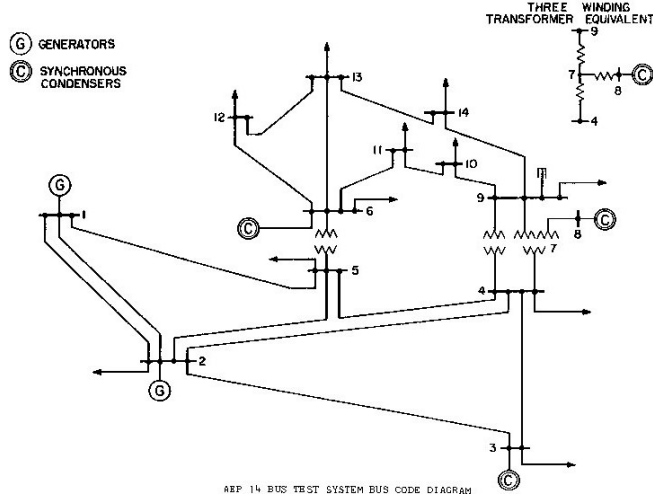 THREE WINDING
TRANSFORMER EQUIVALENT
G GENERATORS
C SYNCHRONOUS
CONDENSERS
9
7
8
C
4
13
14
12
11
10
9
6
C
8
C
7
G
1
5
4
2
G
3
C
AEP 14 BUS TEST SYSTEM BUS CODE DIAGRAM